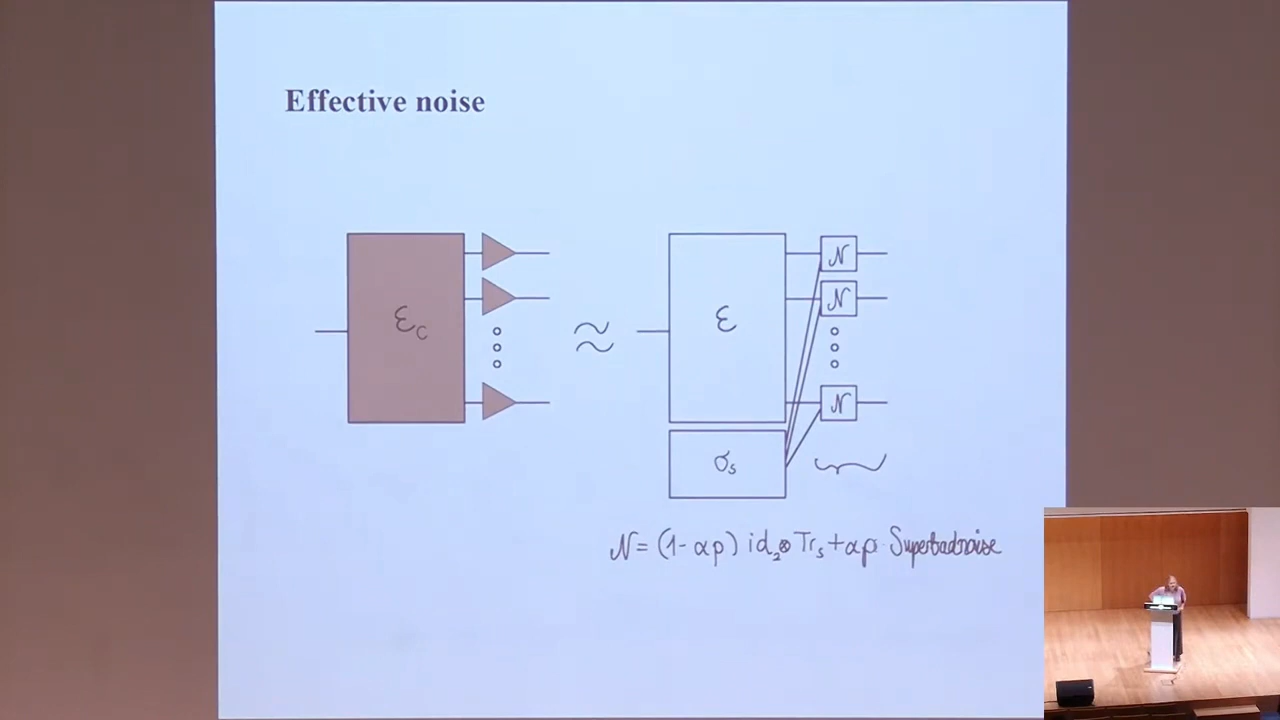 Effective noise
ℰ_C
≈
ℰ
𝒩
𝒩
𝒩
σ_s
𝒩 = (1 - αp) id_2 ⊗ Tr_s + αp · Superbadnoise